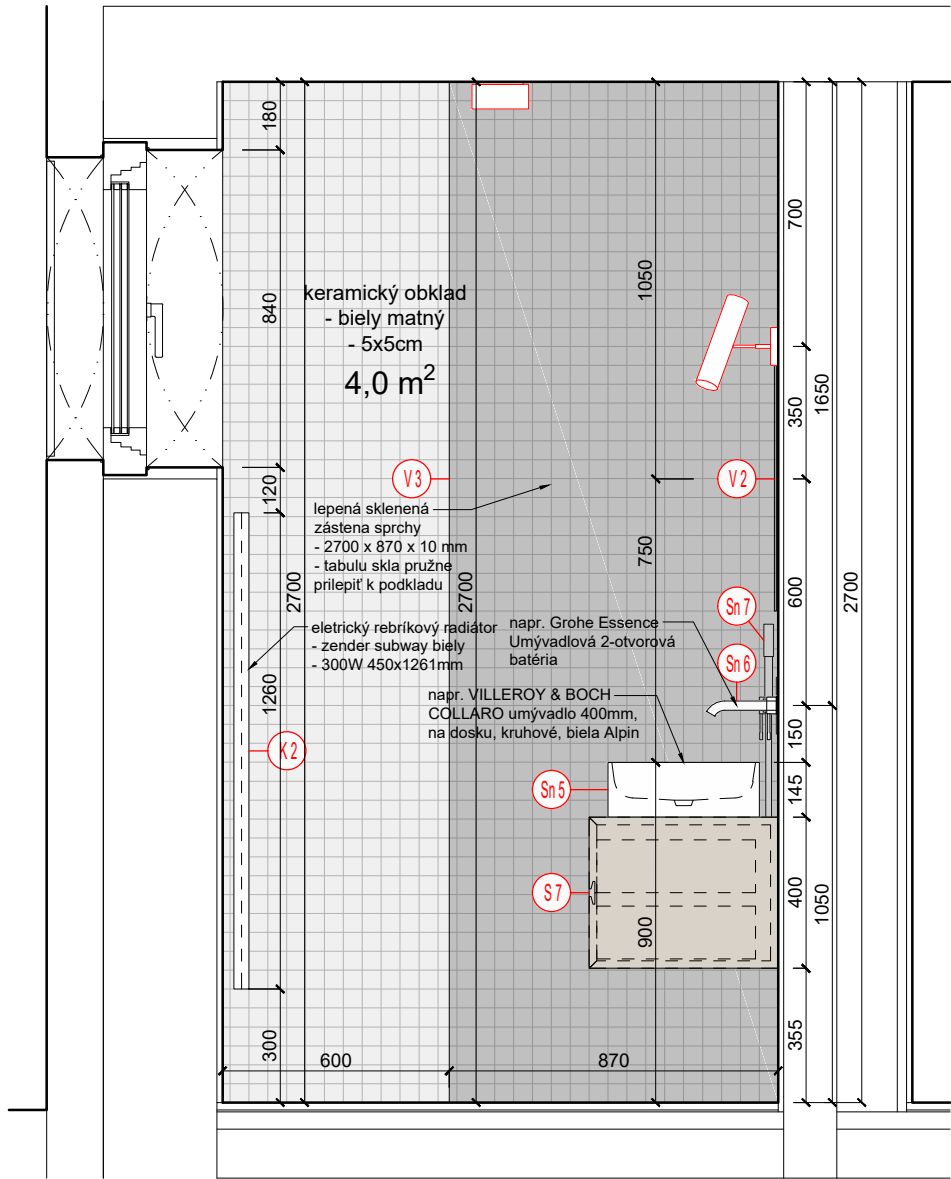 180
840
120
1260
300
2700
2700
1050
750
900
700
350
600
150
145
400
355
1650
1050
2700
600
870
keramický obklad
- biely matný
- 5x5cm
4,0 m²
V3
V2
lepená sklenená
zástena sprchy
- 2700 x 870 x 10 mm
- tabulu skla pružne
prilepiť k podkladu
eletrický rebríkový radiátor
- zender subway biely
- 300W 450x1261mm
K2
napr. Grohe Essence
Umývadlová 2-otvorová
batéria
Sn7
Sn6
napr. VILLEROY & BOCH
COLLARO umývadlo 400mm,
na dosku, kruhové, biela Alpin
Sn5
S7